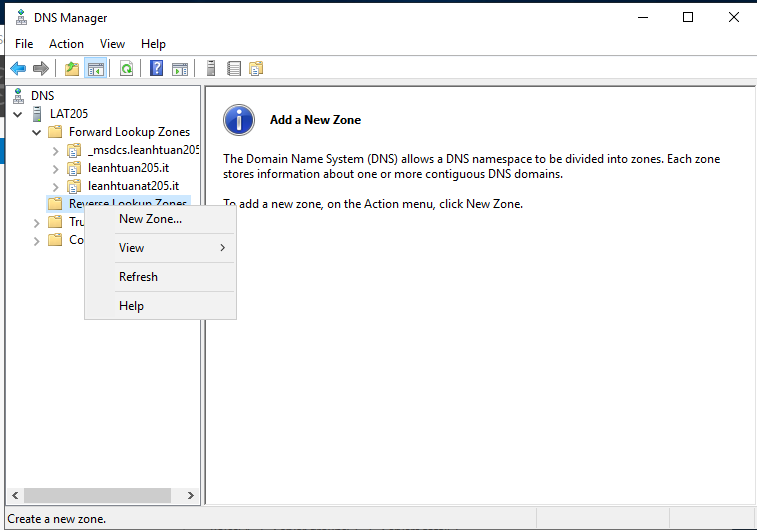 DNS Manager
File Action View Help
DNS
LAT205
Forward Lookup Zones
_msdcs.leanhtuan205
leanhtuan205.it
leanhtuanat205.it
Reverse Lookup Zones
Tru
Co
New Zone...
View
Refresh
Help
Add a New Zone
The Domain Name System (DNS) allows a DNS namespace to be divided into zones. Each zone
stores information about one or more contiguous DNS domains.
To add a new zone, on the Action menu, click New Zone.
Create a new zone.